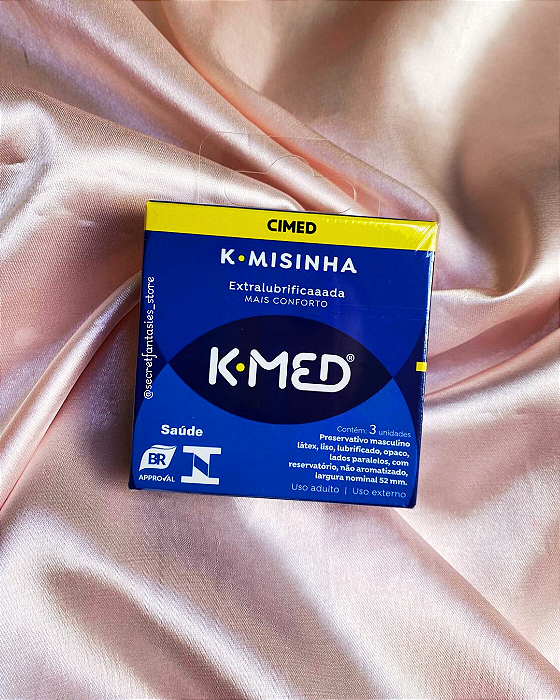 CIMED
K•MISINHA
Extralubrificaaada
MAIS CONFORTO
@secretfantasies_store
K•MED®
Saúde
BR
APPROVAL
N
Contém: 3 unidades
Preservativo masculino
látex, liso, lubrificado, opaco,
lados paralelos, com
reservatório, não aromatizado,
largura nominal 52 mm.
Uso adulto | Uso externo